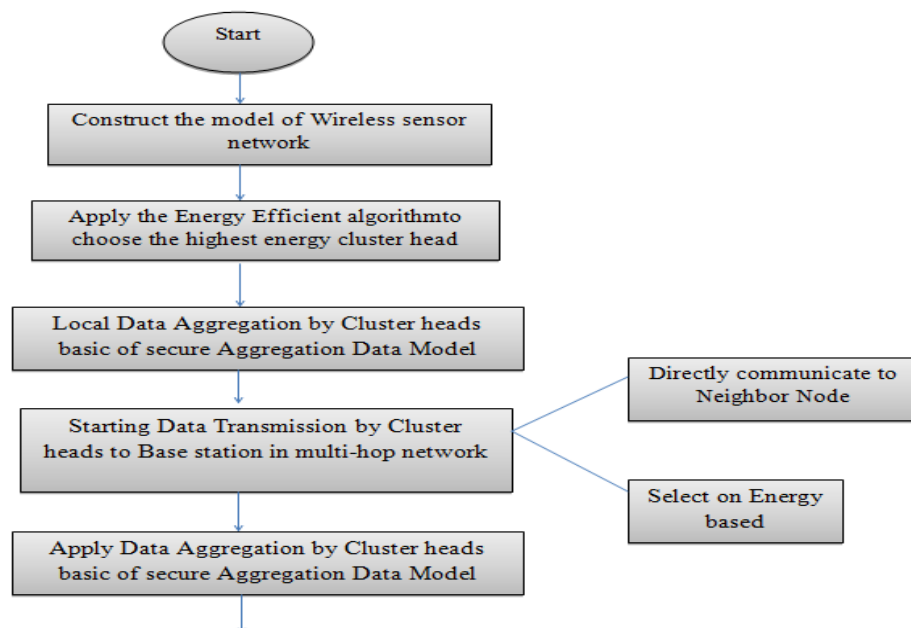 Start
Construct the model of Wireless sensor
network
Apply the Energy Efficient algorithmto
choose the highest energy cluster head
Local Data Aggregation by Cluster heads
basic of secure Aggregation Data Model
Starting Data Transmission by Cluster
heads to Base station in multi-hop network
Directly communicate to
Neighbor Node
Select on Energy
based
Apply Data Aggregation by Cluster heads
basic of secure Aggregation Data Model